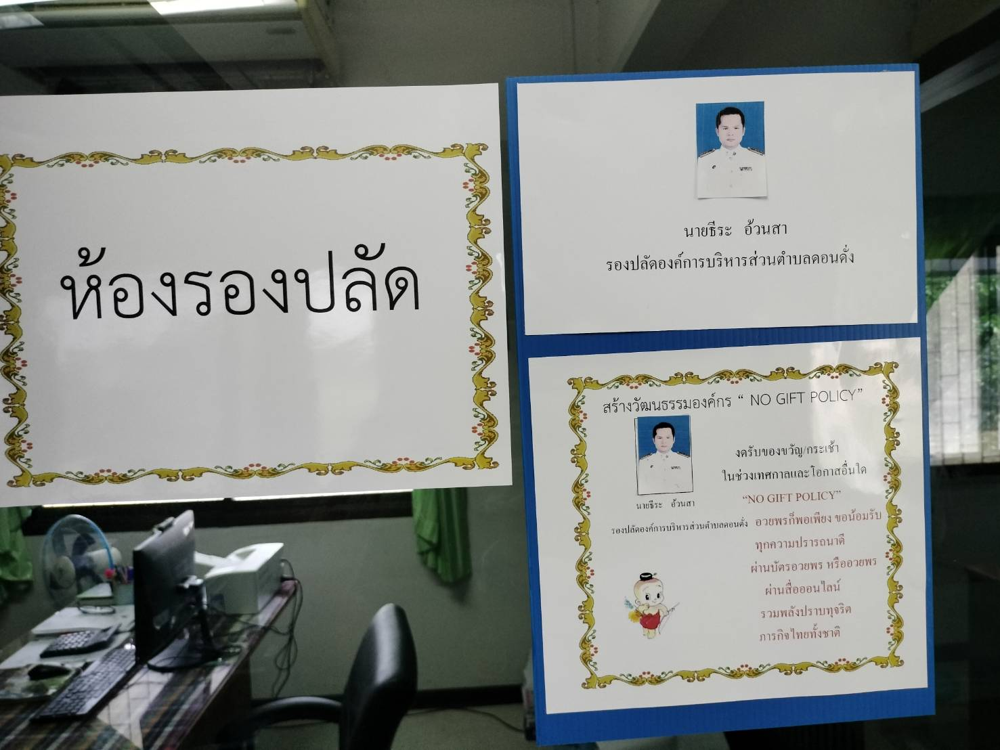 ห้องรองปลัด
นายธีระ อ้วนสา
รองปลัดองค์การบริหารส่วนตำบลดอนดั่ง
สร้างวัฒนธรรมองค์กร “ NO GIFT POLICY”
งดรับของขวัญ/กระเช้า
ในช่วงเทศกาลและโอกาสอื่นใด
“NO GIFT POLICY”
นายธีระ อ้วนสา
รองปลัดองค์การบริหารส่วนตำบลดอนดั่ง
อวยพรก็พอเพียง ขอน้อมรับ
ทุกความปรารถนาดี
ผ่านบัตรอวยพร หรืออวยพร
ผ่านสื่อออนไลน์
รวมพลังปราบทุจริต
ภารกิจไทยทั้งชาติ